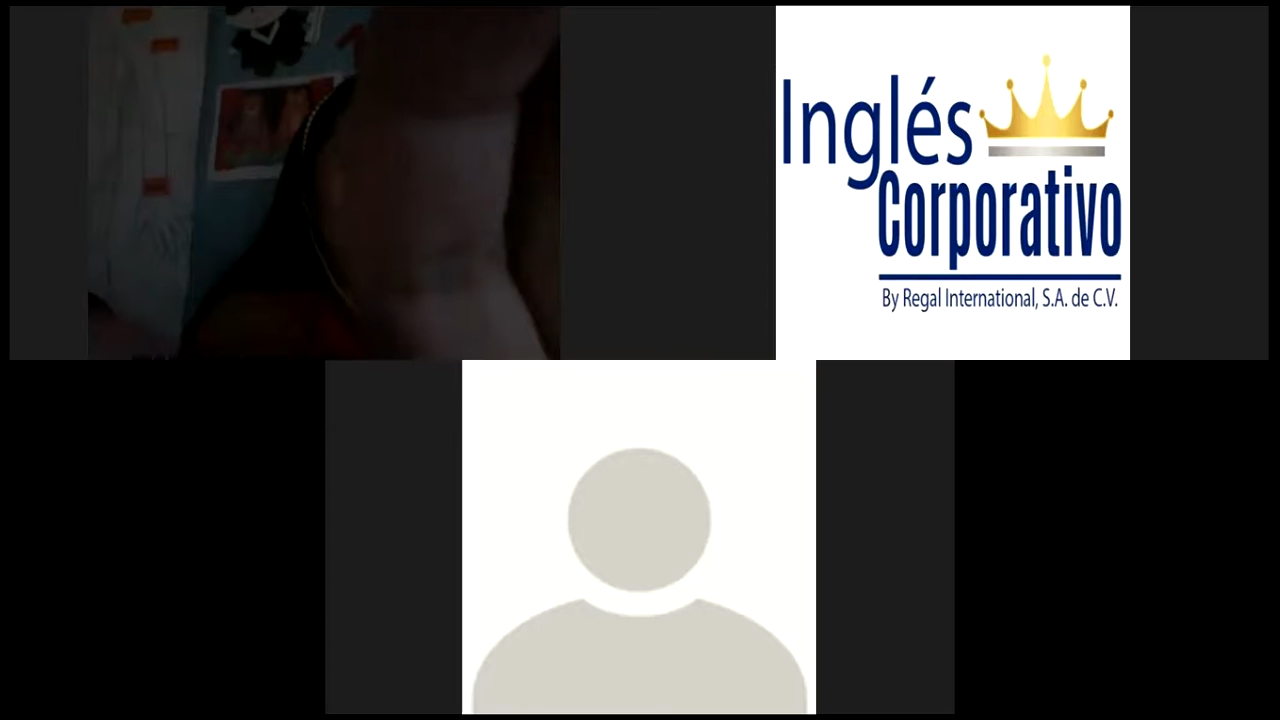 Inglés
Corporativo
By Regal International, S.A. de C.V.